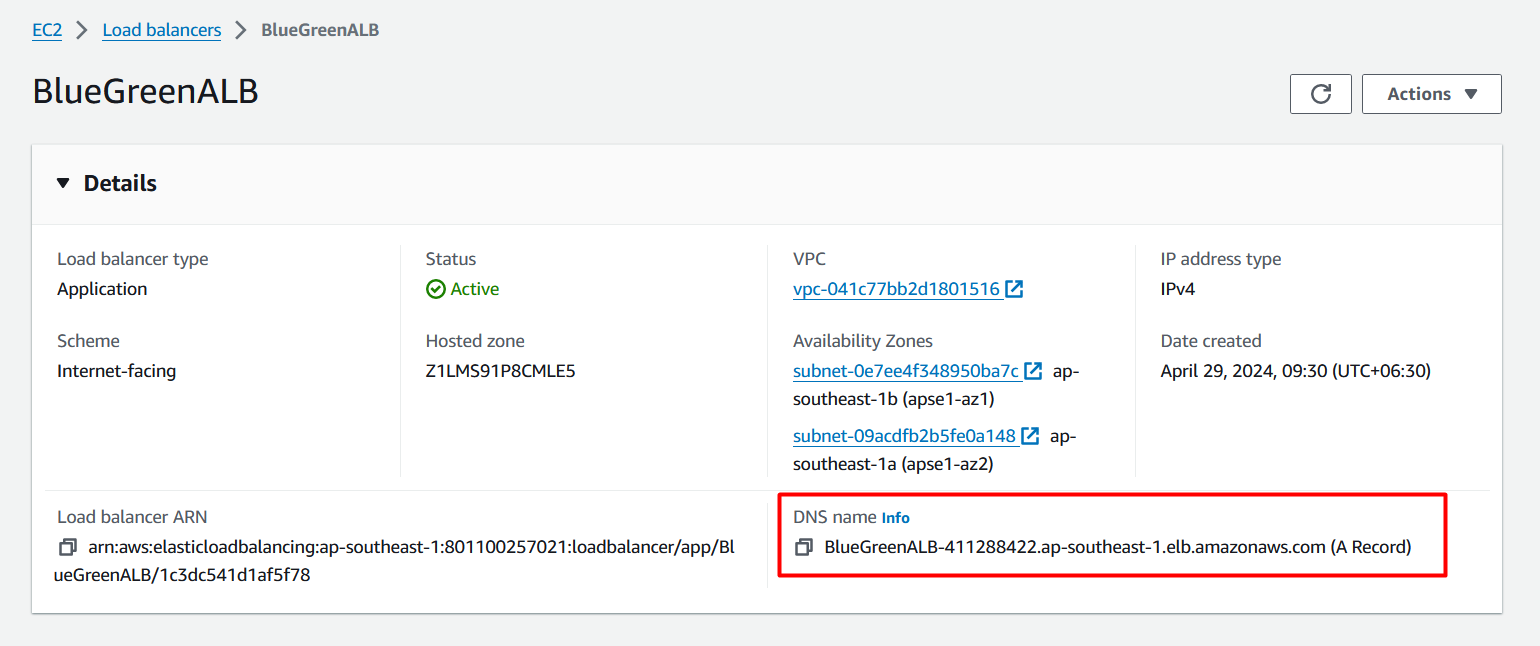 EC2 > Load balancers > BlueGreenALB
BlueGreenALB
Actions
Details
Load balancer type
Application
Status
Active
VPC
vpc-041c77bb2d1801516
IP address type
IPv4
Scheme
Internet-facing
Hosted zone
Z1LMS91P8CMLE5
Availability Zones
subnet-0e7ee4f348950ba7c ap-
southeast-1b (apse1-az1)
subnet-09acdfb2b5fe0a148 ap-
southeast-1a (apse1-az2)
Date created
April 29, 2024, 09:30 (UTC+06:30)
Load balancer ARN
arn:aws:elasticloadbalancing:ap-southeast-1:801100257021:loadbalancer/app/Bl
ueGreenALB/1c3dc541d1af5f78
DNS name Info
BlueGreenALB-411288422.ap-southeast-1.elb.amazonaws.com (A Record)